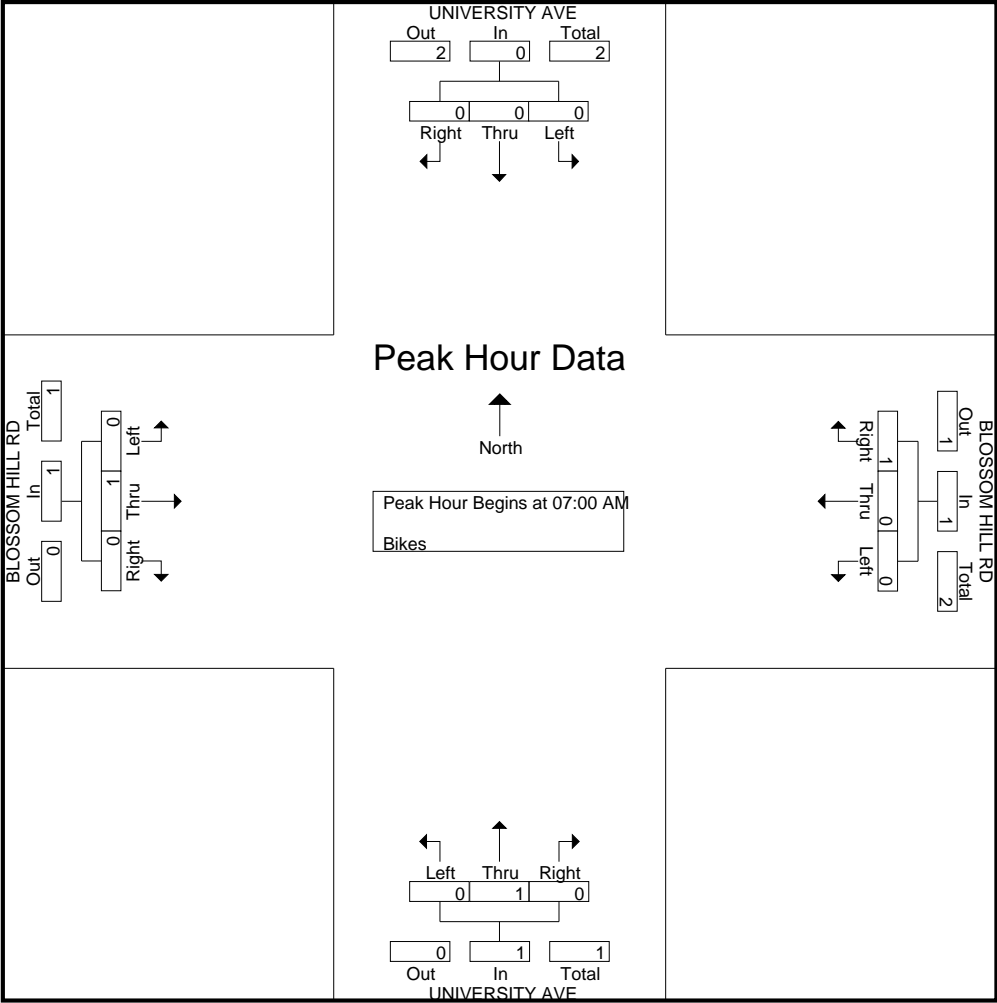 UNIVERSITY AVE
Out In Total
2 0 2
0 0 0
Right Thru Left
Peak Hour Data
North
Peak Hour Begins at 07:00 AM
Bikes
BLOSSOM HILL RD
Out In Total
0 1 1
Right Thru Left
0 1 0
BLOSSOM HILL RD
Out In Total
1 1 2
Right Thru Left
1 0 0
Left Thru Right
0 1 0
0 1 1
Out In Total
UNIVERSITY AVE